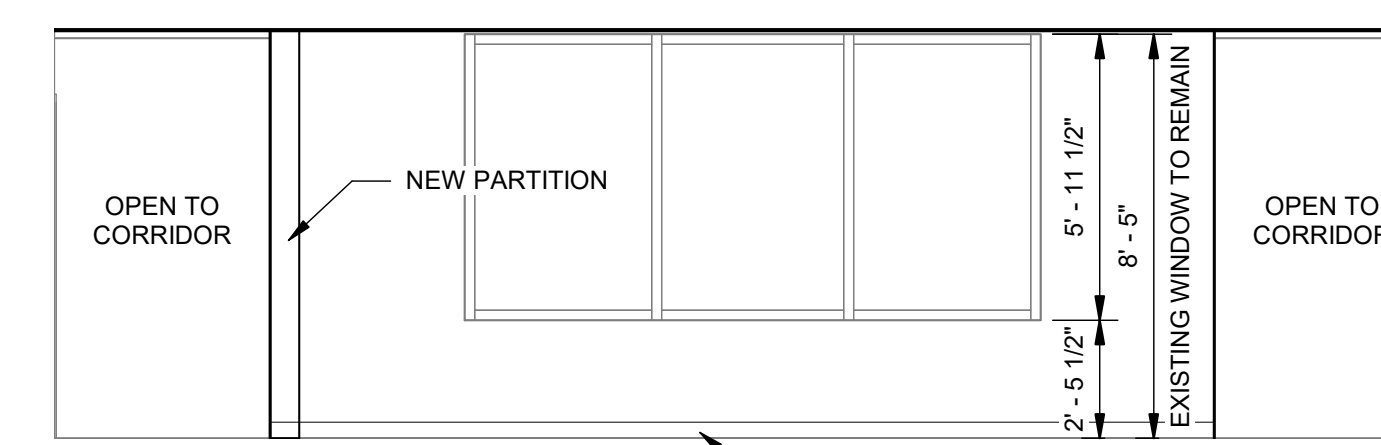 OPEN TO
CORRIDOR
NEW PARTITION
5' - 11 1/2"
2' - 5 1/2"
8' - 5"
EXISTING WINDOW TO REMAIN
OPEN TO
CORRIDOR